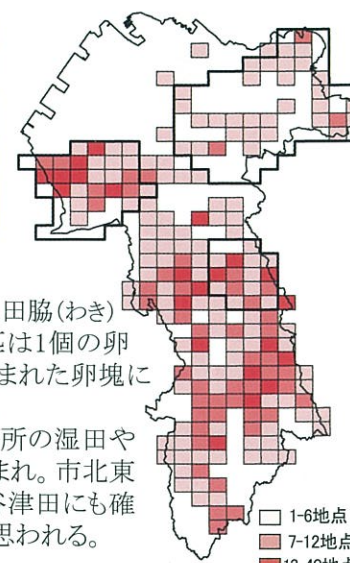 田脇(わき)
は1個の卵
まれた卵塊に
所の湿田や
まれ。市北東
谷津田にも確
思われる。
1-6地点
7-12地点